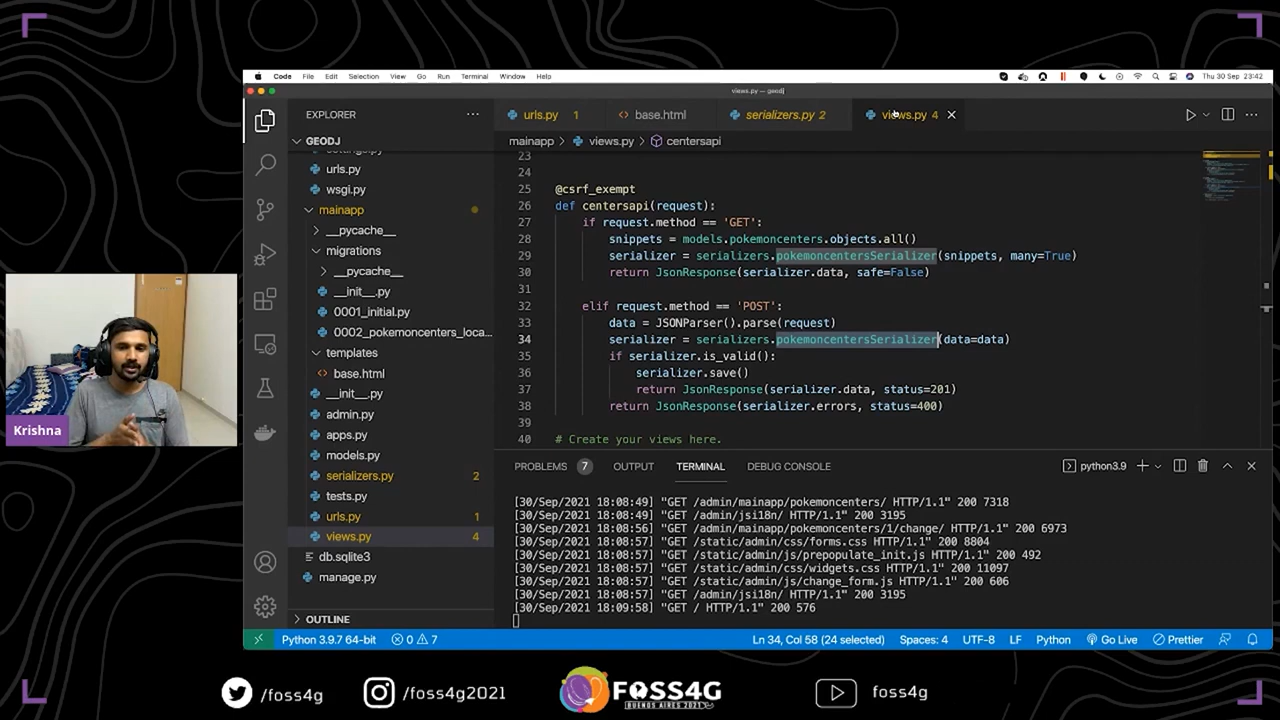 Code File Edit Selection View Go Run Terminal Window Help
Thu 30 Sep 23:42
views.py — geodj
EXPLORER
urls.py 1
base.html
serializers.py 2
views.py 4
GEODJ
settings.py
urls.py
wsgi.py
mainapp
__pycache__
migrations
__pycache__
__init__.py
0001_initial.py
0002_pokemoncenters_loca...
templates
base.html
__init__.py
admin.py
apps.py
models.py
serializers.py 2
tests.py
urls.py 1
views.py 4
db.sqlite3
manage.py
OUTLINE
mainapp > views.py > centersapi
23
24
25 @csrf_exempt
26 def centersapi(request):
27 if request.method == 'GET':
28 snippets = models.pokemoncenters.objects.all()
29 serializer = serializers.pokemoncentersSerializer(snippets, many=True)
30 return JsonResponse(serializer.data, safe=False)
31
32 elif request.method == 'POST':
33 data = JSONParser().parse(request)
34 serializer = serializers.pokemoncentersSerializer(data=data)
35 if serializer.is_valid():
36 serializer.save()
37 return JsonResponse(serializer.data, status=201)
38 return JsonResponse(serializer.errors, status=400)
39
40 # Create your views here.
PROBLEMS 7 OUTPUT TERMINAL DEBUG CONSOLE
python3.9
[30/Sep/2021 18:08:49] "GET /admin/mainapp/pokemoncenters/ HTTP/1.1" 200 7318
[30/Sep/2021 18:08:49] "GET /admin/jsi18n/ HTTP/1.1" 200 3195
[30/Sep/2021 18:08:56] "GET /admin/mainapp/pokemoncenters/1/change/ HTTP/1.1" 200 6973
[30/Sep/2021 18:08:57] "GET /static/admin/css/forms.css HTTP/1.1" 200 8804
[30/Sep/2021 18:08:57] "GET /static/admin/js/prepopulate_init.js HTTP/1.1" 200 492
[30/Sep/2021 18:08:57] "GET /static/admin/css/widgets.css HTTP/1.1" 200 11097
[30/Sep/2021 18:08:57] "GET /static/admin/js/change_form.js HTTP/1.1" 200 606
[30/Sep/2021 18:08:57] "GET /admin/jsi18n/ HTTP/1.1" 200 3195
[30/Sep/2021 18:09:58] "GET / HTTP/1.1" 200 576
Python 3.9.7 64-bit 0 7
Ln 34, Col 58 (24 selected) Spaces: 4 UTF-8 LF Python Go Live Prettier
Krishna
/foss4g
/foss4g2021
FOSS4G
BUENOS AIRES 2021
foss4g